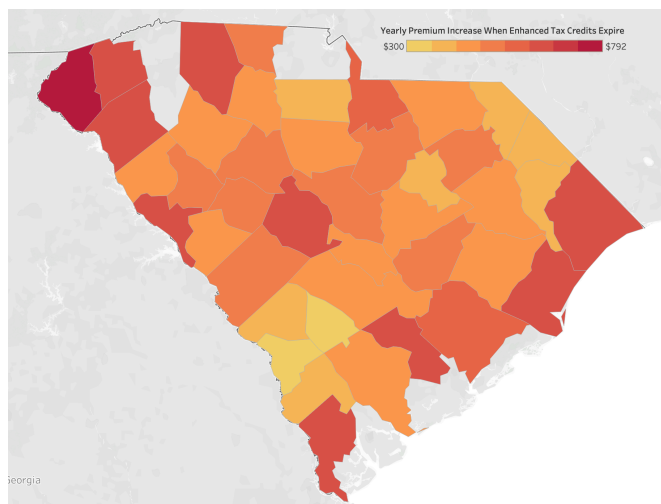 Yearly Premium Increase When Enhanced Tax Credits Expire
$300 $792
Georgia